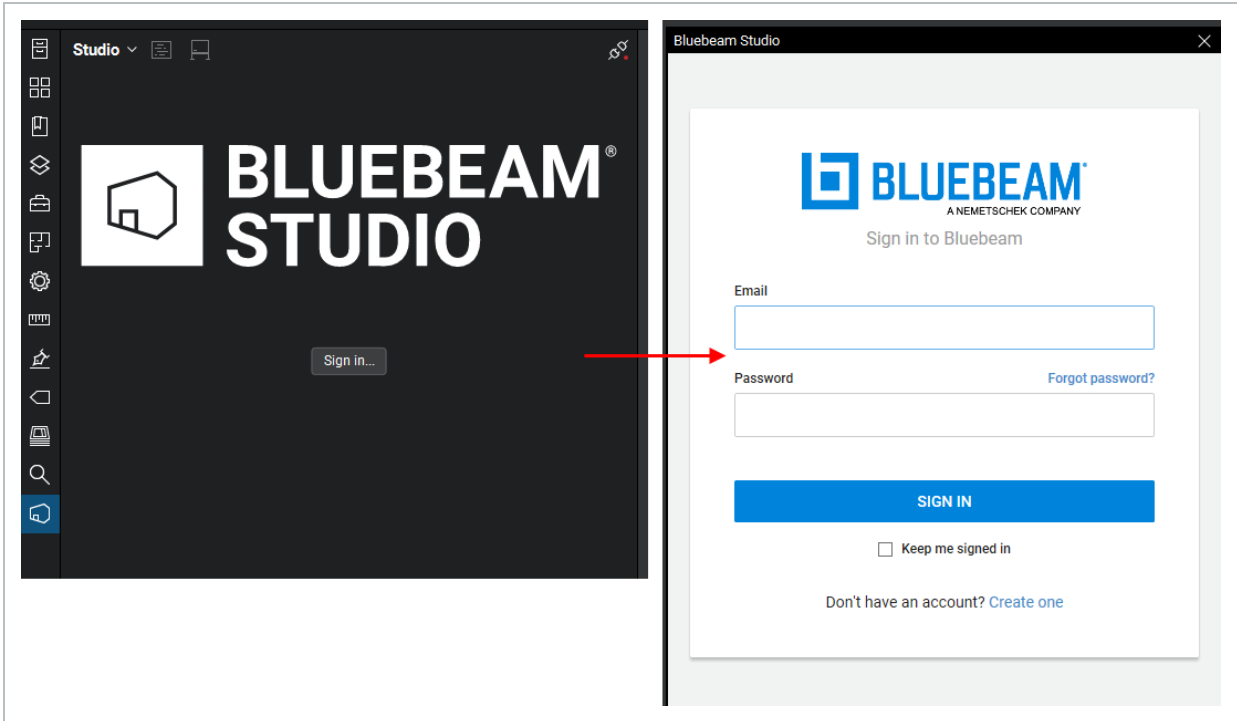 Studio
BLUEBEAM®
STUDIO
Sign in...
Bluebeam Studio
BLUEBEAM
A NEMETSCHEK COMPANY
Sign in to Bluebeam
Email
Password
Forgot password?
SIGN IN
Keep me signed in
Don't have an account? Create one